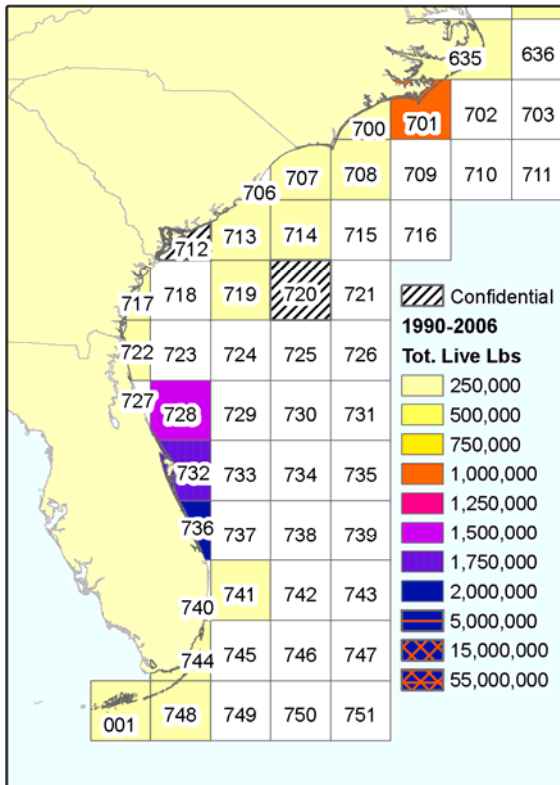 635 636
700 701 702 703
706 707 708 709 710 711
712 713 714 715 716
717 718 719 720 721
722 723 724 725 726
727 728 729 730 731
732 733 734 735
736 737 738 739
740 741 742 743
744 745 746 747
001 748 749 750 751
Confidential
1990-2006
Tot. Live Lbs
250,000
500,000
750,000
1,000,000
1,250,000
1,500,000
1,750,000
2,000,000
5,000,000
15,000,000
55,000,000